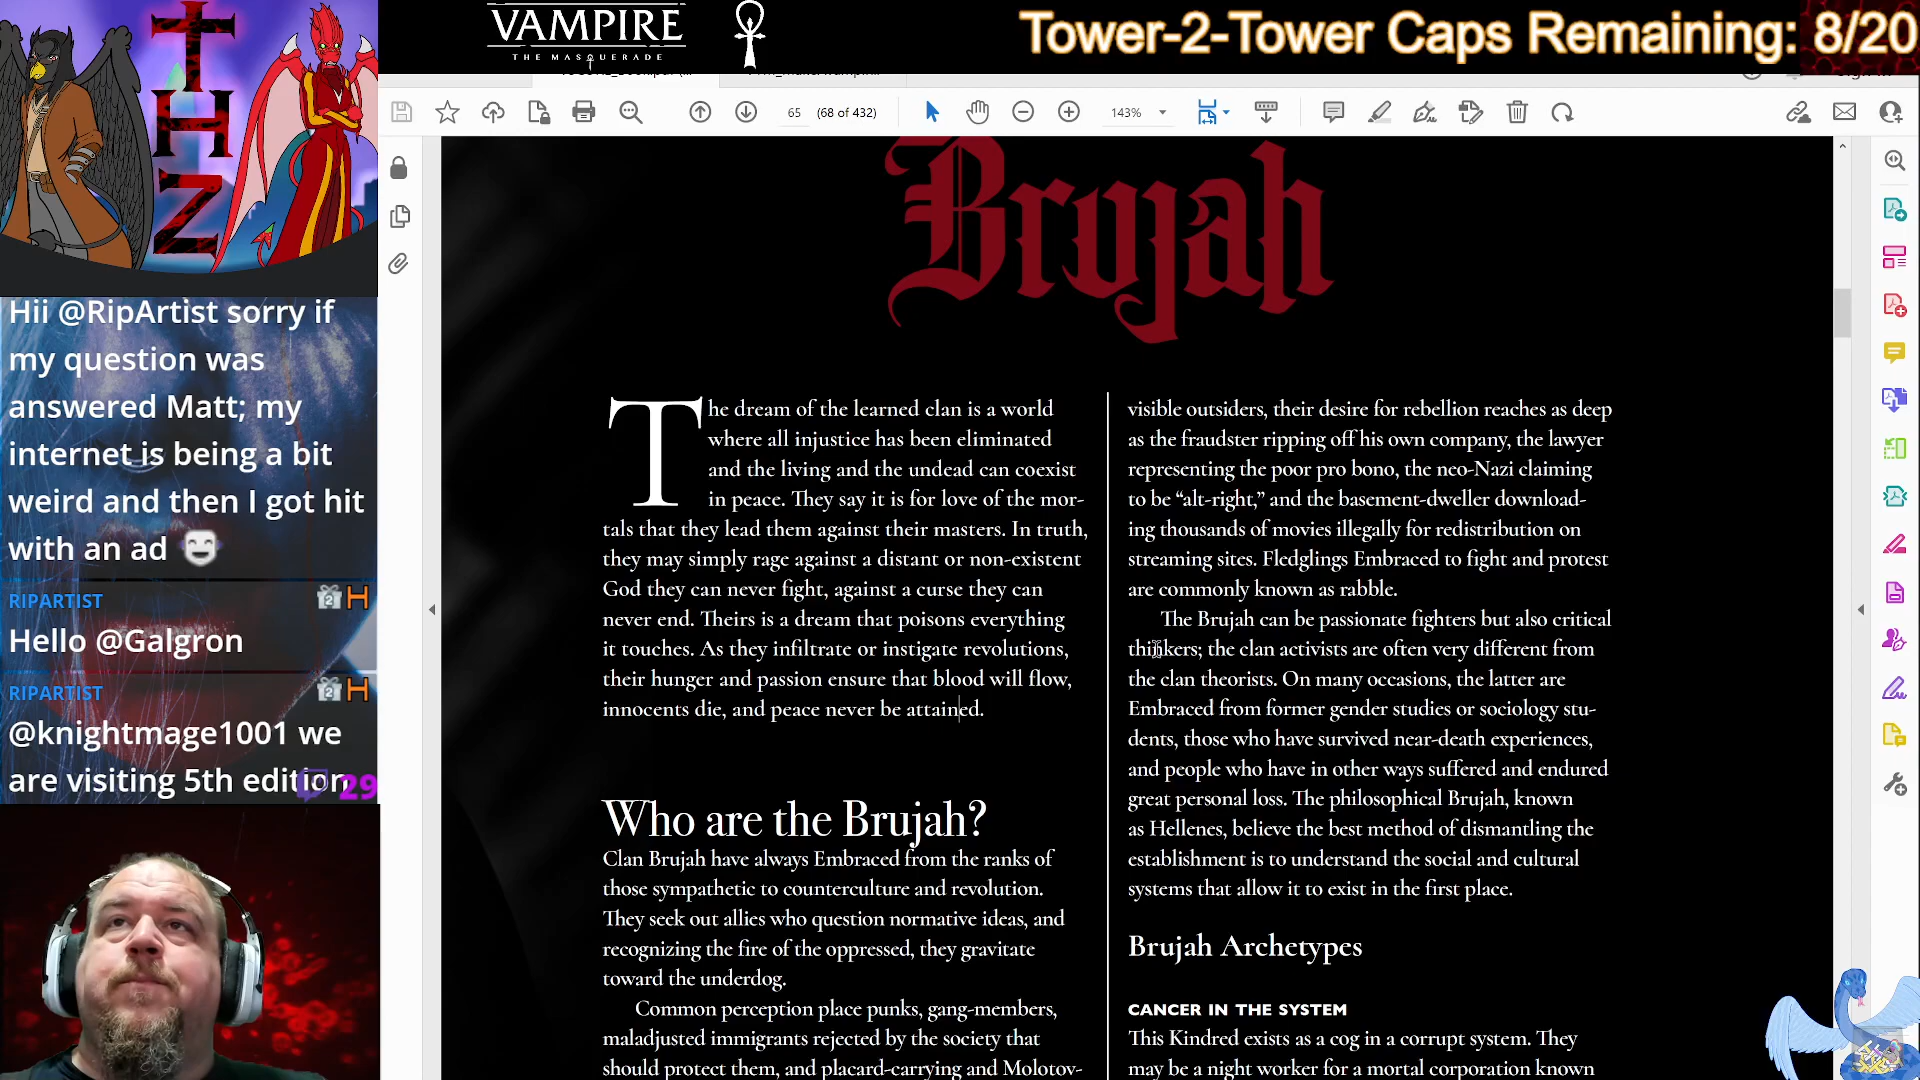 THZ
VAMPIRE
THE MASQUERADE
Tower-2-Tower Caps Remaining: 8/20
65 (68 of 432)
143%
Hii @RipArtist sorry if
my question was
answered Matt; my
internet is being a bit
weird and then I got hit
with an ad
RIPARTIST
Hello @Galgron
RIPARTIST
@knightmage1001 we
are visiting 5th edition
29
Brujah
The dream of the learned clan is a world
where all injustice has been eliminated
and the living and the undead can coexist
in peace. They say it is for love of the mor-
tals that they lead them against their masters. In truth,
they may simply rage against a distant or non-existent
God they can never fight, against a curse they can
never end. Theirs is a dream that poisons everything
it touches. As they infiltrate or instigate revolutions,
their hunger and passion ensure that blood will flow,
innocents die, and peace never be attained.
Who are the Brujah?
Clan Brujah have always Embraced from the ranks of
those sympathetic to counterculture and revolution.
They seek out allies who question normative ideas, and
recognizing the fire of the oppressed, they gravitate
toward the underdog.
Common perception place punks, gang-members,
maladjusted immigrants rejected by the society that
should protect them, and placard-carrying and Molotov-
visible outsiders, their desire for rebellion reaches as deep
as the fraudster ripping off his own company, the lawyer
representing the poor pro bono, the neo-Nazi claiming
to be “alt-right,” and the basement-dweller download-
ing thousands of movies illegally for redistribution on
streaming sites. Fledglings Embraced to fight and protest
are commonly known as rabble.
The Brujah can be passionate fighters but also critical
thinkers; the clan activists are often very different from
the clan theorists. On many occasions, the latter are
Embraced from former gender studies or sociology stu-
dents, those who have survived near-death experiences,
and people who have in other ways suffered and endured
great personal loss. The philosophical Brujah, known
as Hellenes, believe the best method of dismantling the
establishment is to understand the social and cultural
systems that allow it to exist in the first place.
Brujah Archetypes
CANCER IN THE SYSTEM
This Kindred exists as a cog in a corrupt system. They
may be a night worker for a mortal corporation known